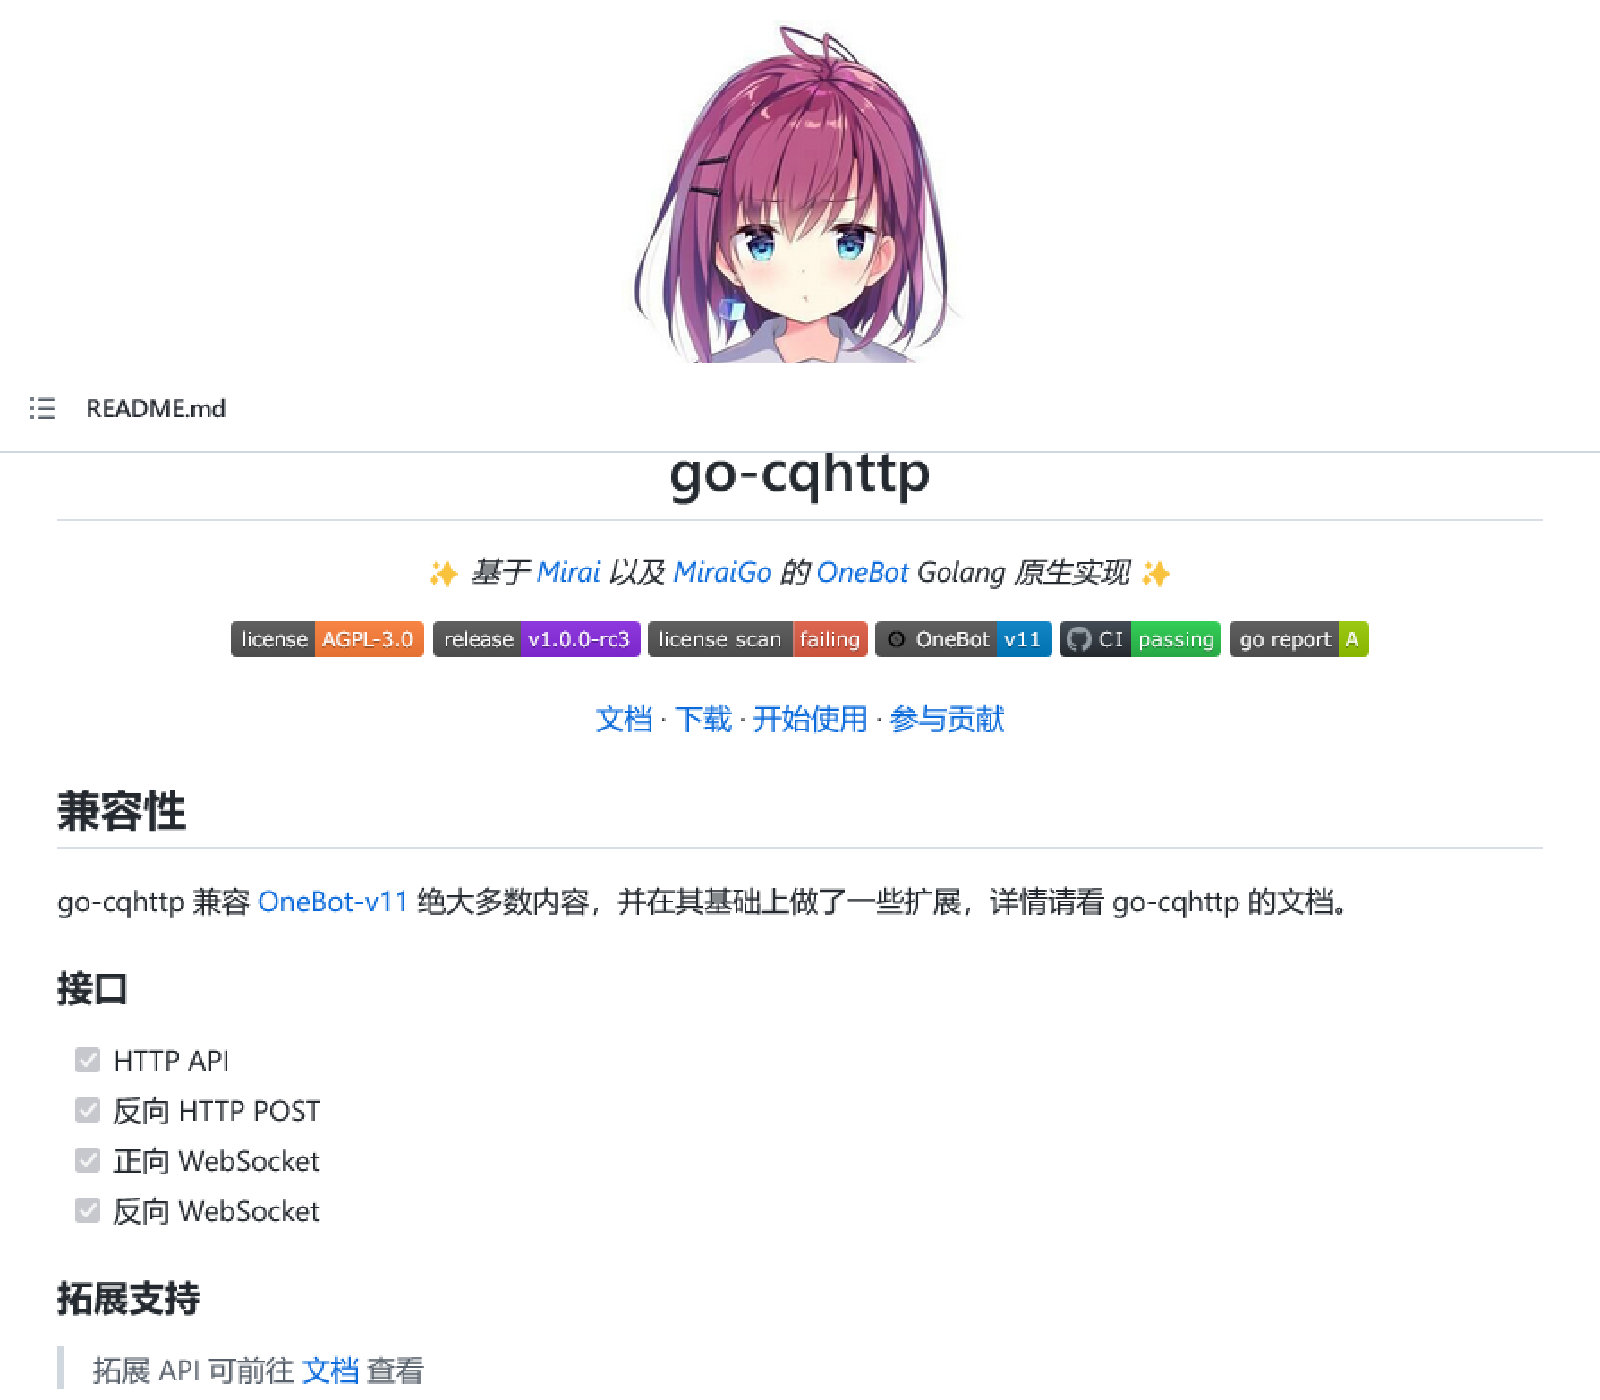 README.md
go-cqhttp
✨ 基于 Mirai 以及 MiraiGo 的 OneBot Golang 原生实现 ✨
license AGPL-3.0 release v1.0.0-rc3 license scan failing OneBot v11 CI passing go report A
文档 · 下载 · 开始使用 · 参与贡献
兼容性
go-cqhttp 兼容 OneBot-v11 绝大多数内容，并在其基础上做了一些扩展，详情请看 go-cqhttp 的文档。
接口
HTTP API
反向 HTTP POST
正向 WebSocket
反向 WebSocket
拓展支持
拓展 API 可前往 文档 查看